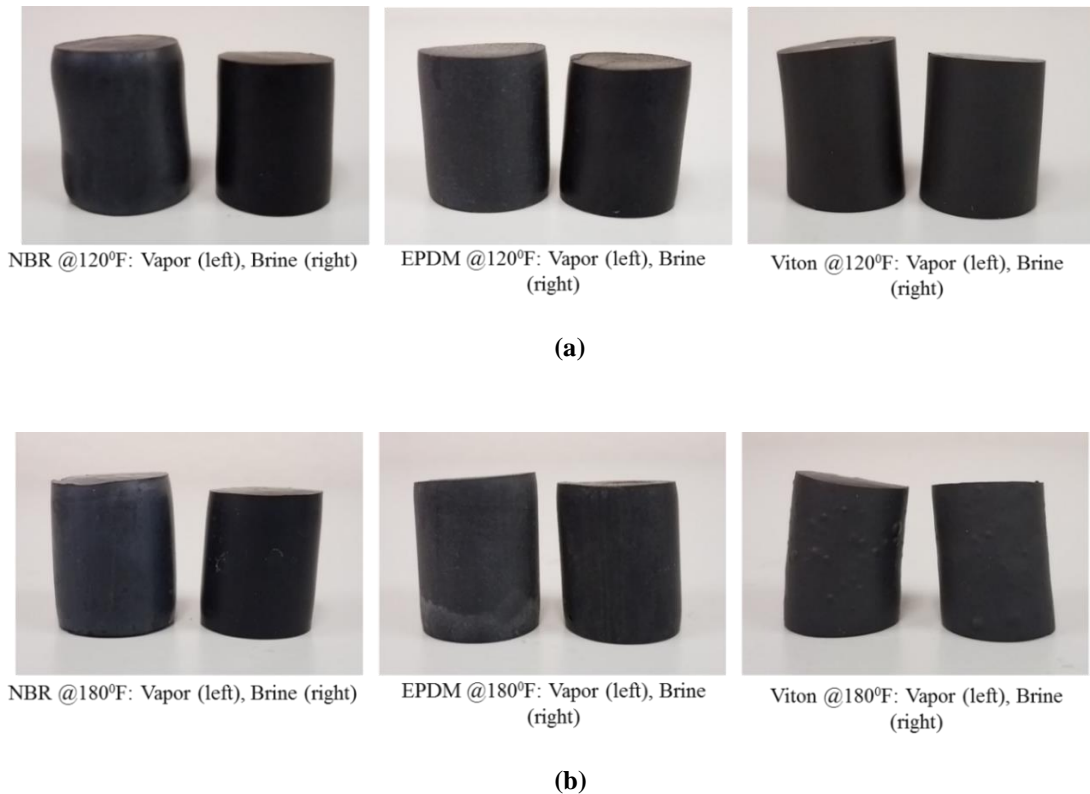 NBR @120⁰F: Vapor (left), Brine (right)
EPDM @120⁰F: Vapor (left), Brine
(right)
Viton @120⁰F: Vapor (left), Brine
(right)
(a)
NBR @180⁰F: Vapor (left), Brine (right)
EPDM @180⁰F: Vapor (left), Brine
(right)
Viton @180⁰F: Vapor (left), Brine
(right)
(b)